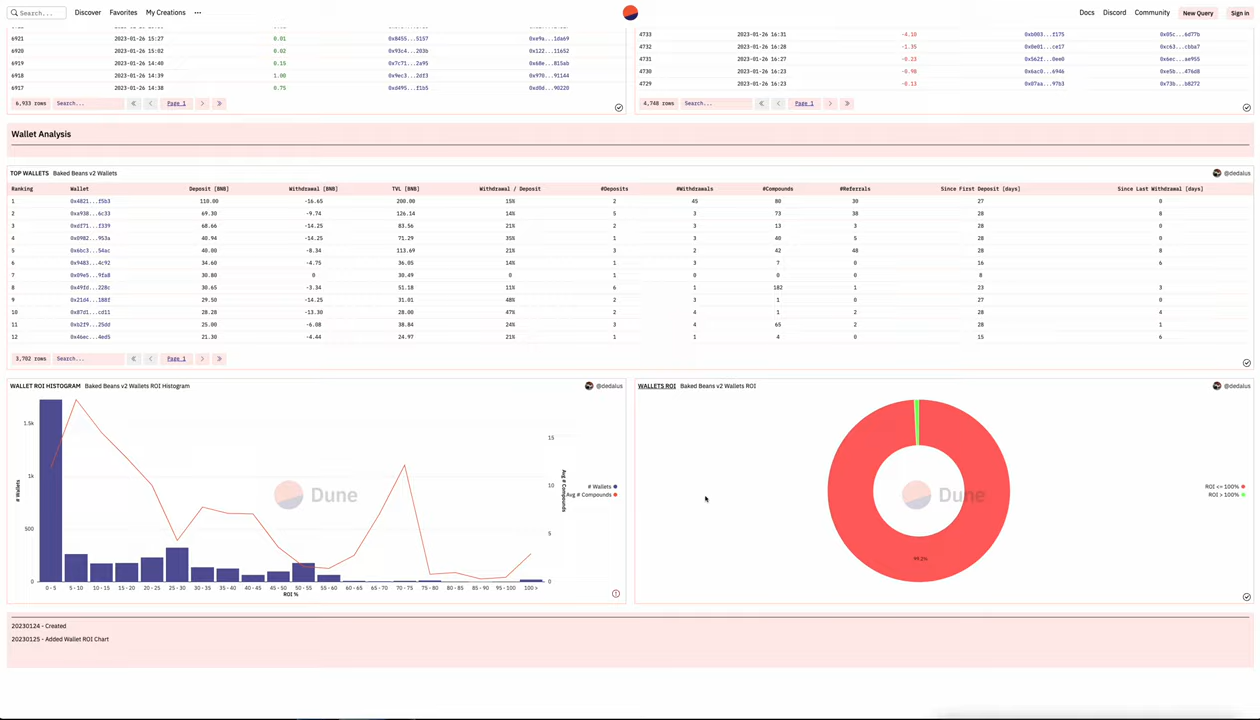 Search...
Discover
Favorites
My Creations
Docs
Discord
Community
New Query
Sign in
6921 2023-01-26 15:27 0.01 0x8455...5157 0xe9a...1da69
6920 2023-01-26 15:02 0.02 0x93c4...203b 0x122...11652
6919 2023-01-26 14:40 0.15 0x7c71...2a95 0x68e...815ab
6918 2023-01-26 14:39 1.00 0x9ec3...2df3 0x970...91144
6917 2023-01-26 14:38 0.75 0xd495...f1b5 0xd0d...90220
6,933 rows Search... Page 1
4733 2023-01-26 16:31 -4.10 0xb003...f175 0x05c...6d77b
4732 2023-01-26 16:28 -1.35 0x0e01...ce17 0xc63...cbba7
4731 2023-01-26 16:27 -0.23 0x562f...0ee0 0x6ec...ae955
4730 2023-01-26 16:23 -0.98 0x6ac0...6946 0xe5b...476d8
4729 2023-01-26 16:23 -0.13 0x07aa...97b3 0x73b...b8272
4,748 rows Search... Page 1
Wallet Analysis
TOP WALLETS Baked Beans v2 Wallets @dedalus
Ranking Wallet Deposit [BNB] Withdrawal [BNB] TVL [BNB] Withdrawal / Deposit #Deposits #Withdrawals #Compounds #Referrals Since First Deposit [days] Since Last Withdrawal [days]
1 0x4821...f5b3 110.00 -16.65 200.00 15% 2 45 80 30 27 0
2 0xa938...6c33 69.30 -9.74 126.14 14% 5 3 73 38 28 8
3 0xdf71...f339 68.66 -14.25 83.56 21% 2 3 13 3 28 0
4 0x0982...953a 40.94 -14.25 71.29 35% 1 3 40 5 28 0
5 0x6bc3...54ac 40.00 -8.34 113.69 21% 3 2 42 48 28 8
6 0x9483...4c92 34.60 -4.75 36.05 14% 1 3 7 0 16 6
7 0x09e5...9fa8 30.80 0 30.49 0 1 0 0 0 8
8 0x49fd...228c 30.65 -3.34 51.18 11% 6 1 182 1 23 3
9 0x21d4...188f 29.50 -14.25 31.01 48% 2 3 1 0 27 0
10 0x87d1...cd11 28.28 -13.30 28.00 47% 2 4 1 2 28 4
11 0xb2f9...25dd 25.00 -6.08 38.84 24% 3 4 65 2 28 1
12 0x46ec...4ed5 21.30 -4.44 24.97 21% 1 1 4 0 15 6
3,702 rows Search... Page 1
WALLET ROI HISTOGRAM Baked Beans v2 Wallets ROI Histogram @dedalus
1.5k
1k
500
0
# Wallets
15
10
5
0
Avg # Compounds
Dune
# Wallets
Avg # Compounds
0 - 5 5 - 10 10 - 15 15 - 20 20 - 25 25 - 30 30 - 35 35 - 40 40 - 45 45 - 50 50 - 55 55 - 60 60 - 65 65 - 70 70 - 75 75 - 80 80 - 85 85 - 90 90 - 95 95 - 100 100 >
ROI %
WALLETS ROI Baked Beans v2 Wallets ROI @dedalus
Dune
99.2%
ROI <= 100%
ROI > 100%
20230124 - Created
20230125 - Added Wallet ROI Chart